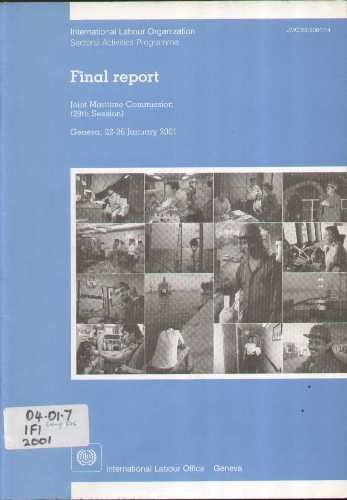 International Labour Organization
Sectoral Activities Programme
Final report
Joint Maritime Commission
(29th Session)
Geneva, 22-26 January 2001
04.01.7
1F1
2001
International Labour Office Geneva